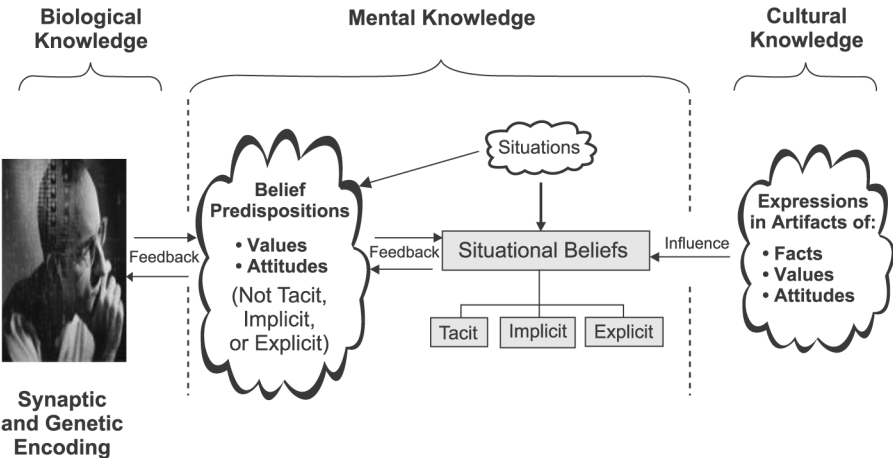 Biological
Knowledge
Mental Knowledge
Cultural
Knowledge
Situations
Belief
Predispositions
• Values
• Attitudes
(Not Tacit,
Implicit,
or Explicit)
Feedback
Feedback
Situational Beliefs
Influence
Tacit
Implicit
Explicit
Expressions
in Artifacts of:
• Facts
• Values
• Attitudes
Synaptic
and Genetic
Encoding